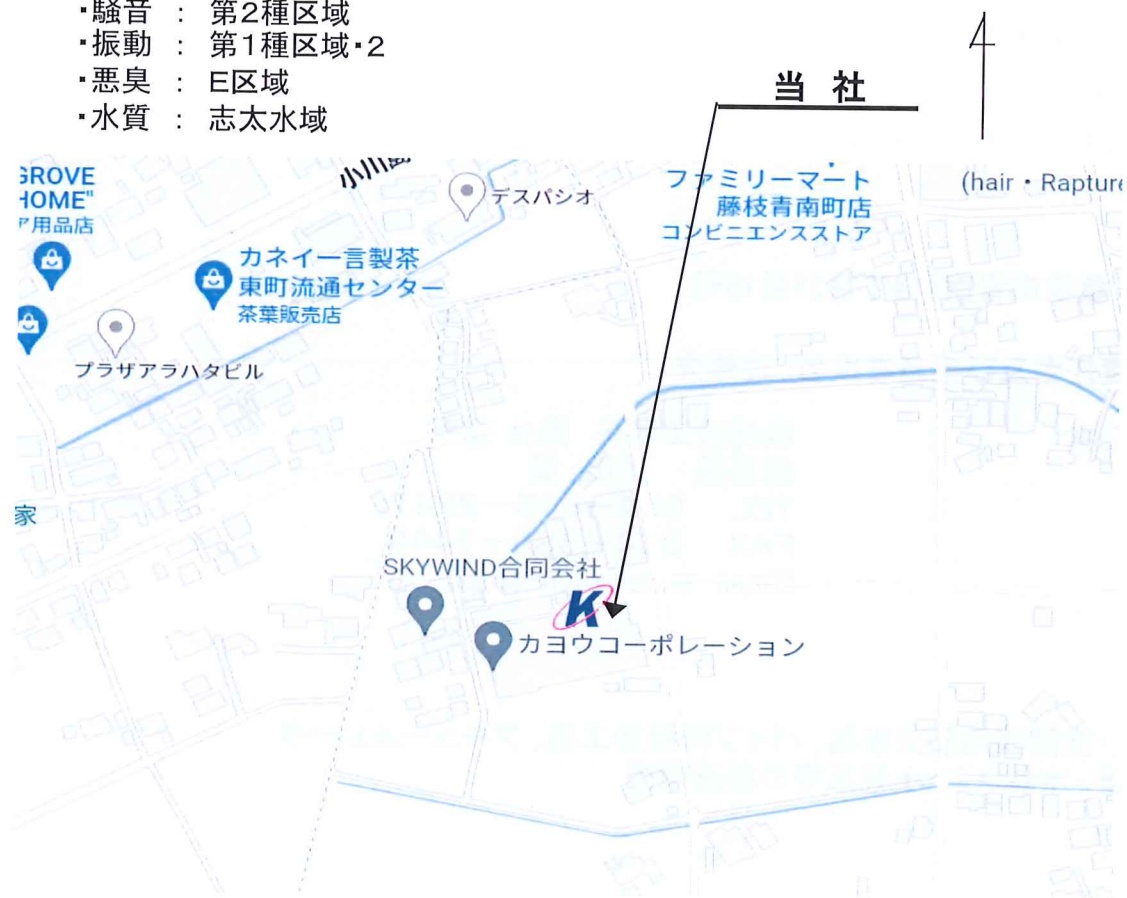 ・騒音 : 第2種区域
・振動 : 第1種区域・2
・悪臭 : E区域
・水質 : 志太水域
当 社
GROVE
HOME"
ア用品店
小川島
デスパシオ
ファミリーマート
藤枝青南町店
コンビニエンスストア
(hair・Rapture
カネイ一言製茶
東町流通センター
茶葉販売店
プラザアラハタビル
家
SKYWIND合同会社
K
カヨウコーポレーション